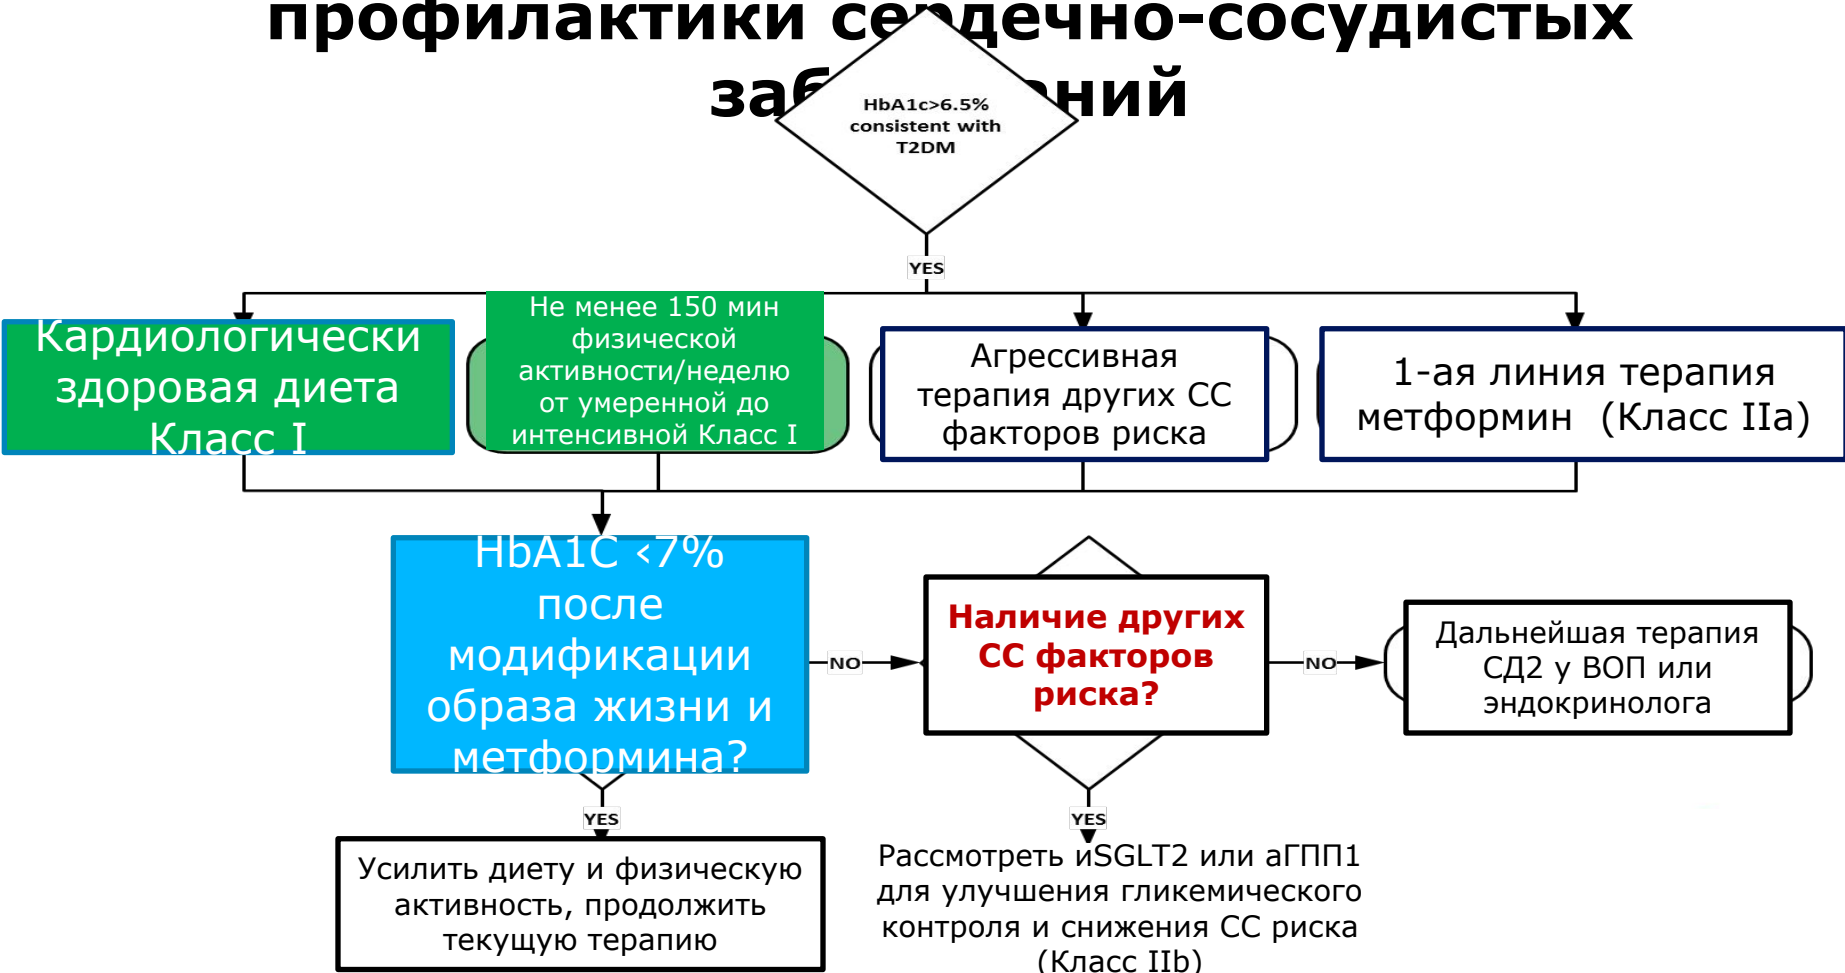 профилактики сердечно-сосудистых
заб ний
HbA1c>6.5%
consistent with
T2DM
YES
Кардиологически
здоровая диета
Класс I
Не менее 150 мин
физической
активности/неделю
от умеренной до
интенсивной Класс I
Агрессивная
терапия других СС
факторов риска
1-ая линия терапия
метформин (Класс IIa)
HbA1C ‹7%
после
модификации
образа жизни и
метформина?
NO
Наличие других
СС факторов
риска?
NO
Дальнейшая терапия
СД2 у ВОП или
эндокринолога
YES
YES
Усилить диету и физическую
активность, продолжить
текущую терапию
Рассмотреть иSGLT2 или аГПП1
для улучшения гликемического
контроля и снижения СС риска
(Класс IIb)